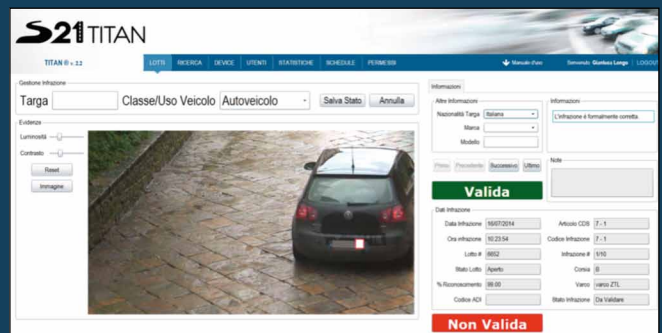 S21 TITAN
TITAN ® v. 2.2
LOTTI RICERCA DEVICE UTENTI STATISTICHE SCHEDULE PERMESSI
Manuale d'uso Benvenuto Gianluca Longo LOGOUT
Gestione Infrazione
Targa Classe/Uso Veicolo Autoveicolo Salva Stato Annulla
Evidenze
Luminosità
Contrasto
Reset
Immagine
Informazioni
Altre Informazioni
Nazionalità Targa Italiana
Marca
Modello
Informazioni
L'infrazione è formalmente corretta.
Primo Precedente Successivo Ultimo
Note
Valida
Dati Infrazione
Data Infrazione 16/07/2014 Articolo CDS 7 - 1
Ora infrazione 10:23:54 Codice Infrazione 7 - 1
Lotto # 6652 Infrazione # 1/10
Stato Lotto Aperto Corsia B
% Riconoscimento 99.00 Varco varco ZTL
Codice ADI Stato Infrazione Da Validare
Non Valida